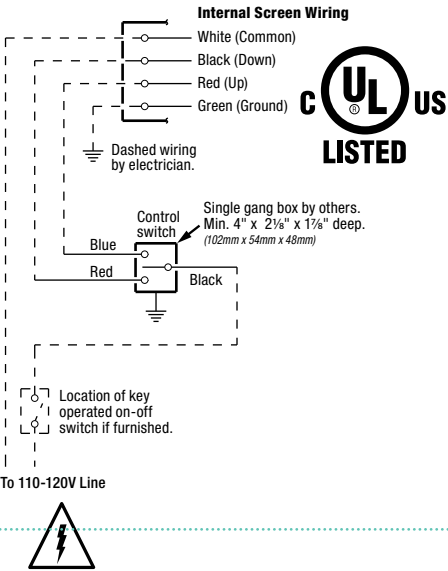 Internal Screen Wiring
White (Common)
Black (Down)
Red (Up)
Green (Ground)
C UL® US
LISTED
Dashed wiring
by electrician.
Control
switch
Single gang box by others.
Min. 4" x 2⅛" x 1⅞" deep.
(102mm x 54mm x 48mm)
Blue
Red
Black
Location of key
operated on-off
switch if furnished.
To 110-120V Line